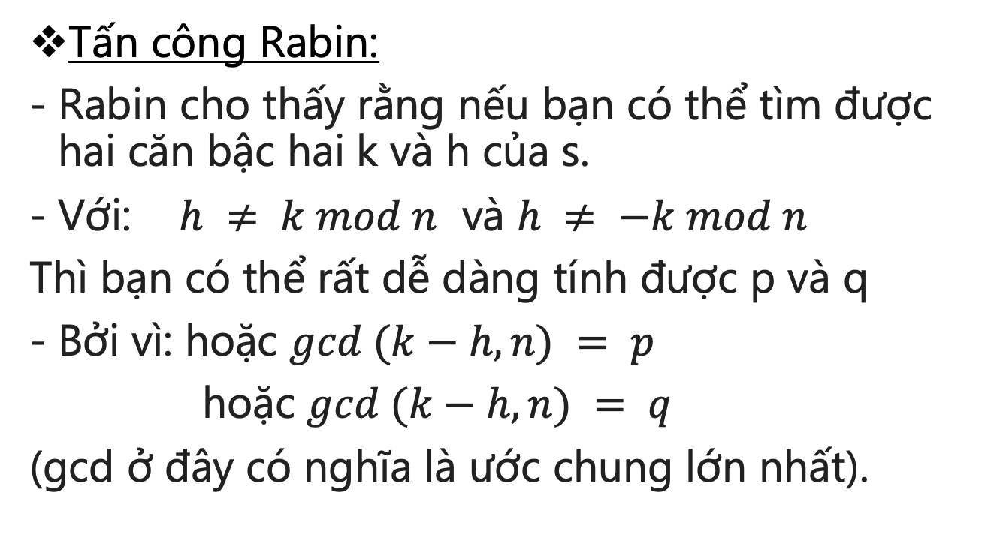 ❖Tấn công Rabin:
- Rabin cho thấy rằng nếu bạn có thể tìm được
hai căn bậc hai k và h của s.
- Với: h ≠ k mod n và h ≠ −k mod n
Thì bạn có thể rất dễ dàng tính được p và q
- Bởi vì: hoặc gcd (k − h, n) = p
hoặc gcd (k − h, n) = q
(gcd ở đây có nghĩa là ước chung lớn nhất).